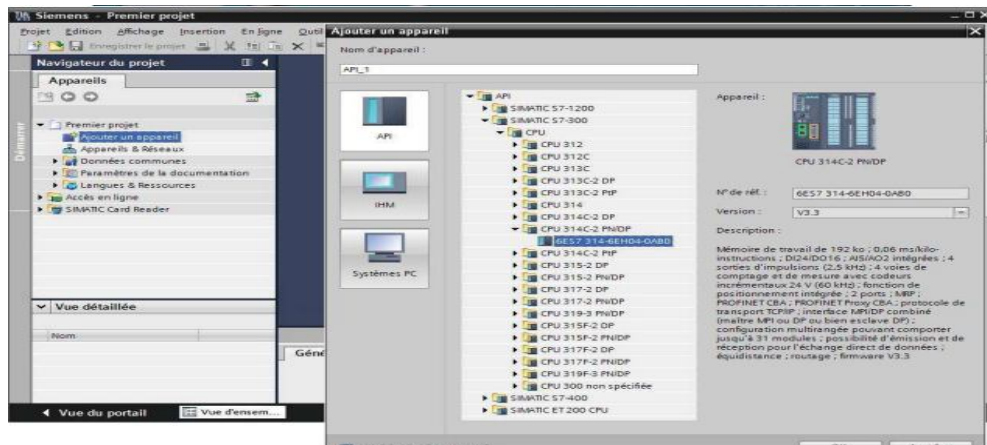 Siemens - Premier projet
Projet Edition Affichage Insertion En ligne Outil
Enregistrer le projet
Navigateur du projet
Appareils
Démarrer
Premier projet
Ajouter un appareil
Appareils & Réseaux
Données communes
Paramètres de la documentation
Langues & Ressources
Accès en ligne
SIMATIC Card Reader
Vue détaillée
Nom
Géné
Vue du portail
Vue d'ensem...
Ajouter un appareil
Nom d'appareil :
API_1
API
IHM
Systèmes PC
API
SIMATIC S7-1200
SIMATIC S7-300
CPU
CPU 312
CPU 312C
CPU 313C
CPU 313C-2 DP
CPU 313C-2 PtP
CPU 314
CPU 314C-2 DP
CPU 314C-2 PN/DP
6ES7 314-6EH04-0AB0
CPU 314C-2 PtP
CPU 315-2 DP
CPU 315-2 PN/DP
CPU 317-2 DP
CPU 317-2 PN/DP
CPU 319-3 PN/DP
CPU 315F-2 DP
CPU 315F-2 PN/DP
CPU 317F-2 DP
CPU 317F-2 PN/DP
CPU 319F-3 PN/DP
CPU 300 non spécifiée
SIMATIC S7-400
SIMATIC ET 200 CPU
Appareil :
CPU 314C-2 PN/DP
N° de réf. :
6ES7 314-6EH04-0AB0
Version :
V3.3
Description :
Mémoire de travail de 192 ko ; 0,06 ms/kilo-
instructions ; DI24/DO16 ; AI5/AO2 intégrées ; 4
sorties d'impulsions (2,5 kHz) ; 4 voies de
comptage et de mesure avec codeurs
incrémentaux 24 V (60 kHz) ; fonction de
positionnement intégrée ; 2 ports ; MRP ;
PROFINET CBA ; PROFINET Proxy CBA ; protocole de
transport TCP/IP ; interface MPI/DP combiné
(maître MPI ou DP ou bien esclave DP) ;
configuration multirangée pouvant comporter
jusqu'à 31 modules ; possibilité d'émission et de
réception pour l'échange direct de données ;
équidistance ; routage ; firmware V3.3